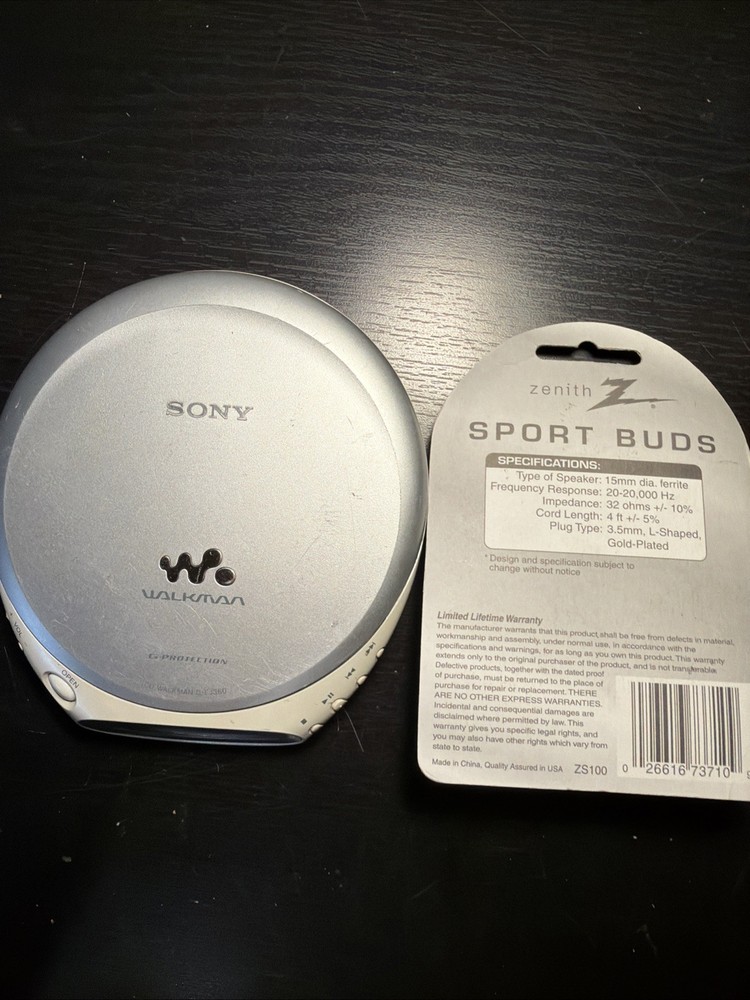 SONY
WALKMAN
G-PROTECTION
VOL
OPEN
zenith
SPORT BUDS
SPECIFICATIONS:
Type of Speaker: 15mm dia. ferrite
Frequency Response: 20-20,000 Hz
Impedance: 32 ohms +/- 10%
Cord Length: 4 ft +/- 5%
Plug Type: 3.5mm, L-Shaped,
Gold-Plated
* Design and specification subject to
change without notice
Limited Lifetime Warranty
The manufacturer warrants that this product shall be free from defects in material,
workmanship and assembly, under normal use, in accordance with the
specifications and warnings, for as long as you own this product. This warranty
extends only to the original purchaser of the product, and is not transferable.
Defective products, together with the dated proof
of purchase, must be returned to the place of
purchase for repair or replacement. THERE
ARE NO OTHER EXPRESS WARRANTIES.
Incidental and consequential damages are
disclaimed where permitted by law. This
warranty gives you specific legal rights, and
you may also have other rights which vary from
state to state.
Made in China, Quality Assured in USA ZS100
0 26616 73710 9